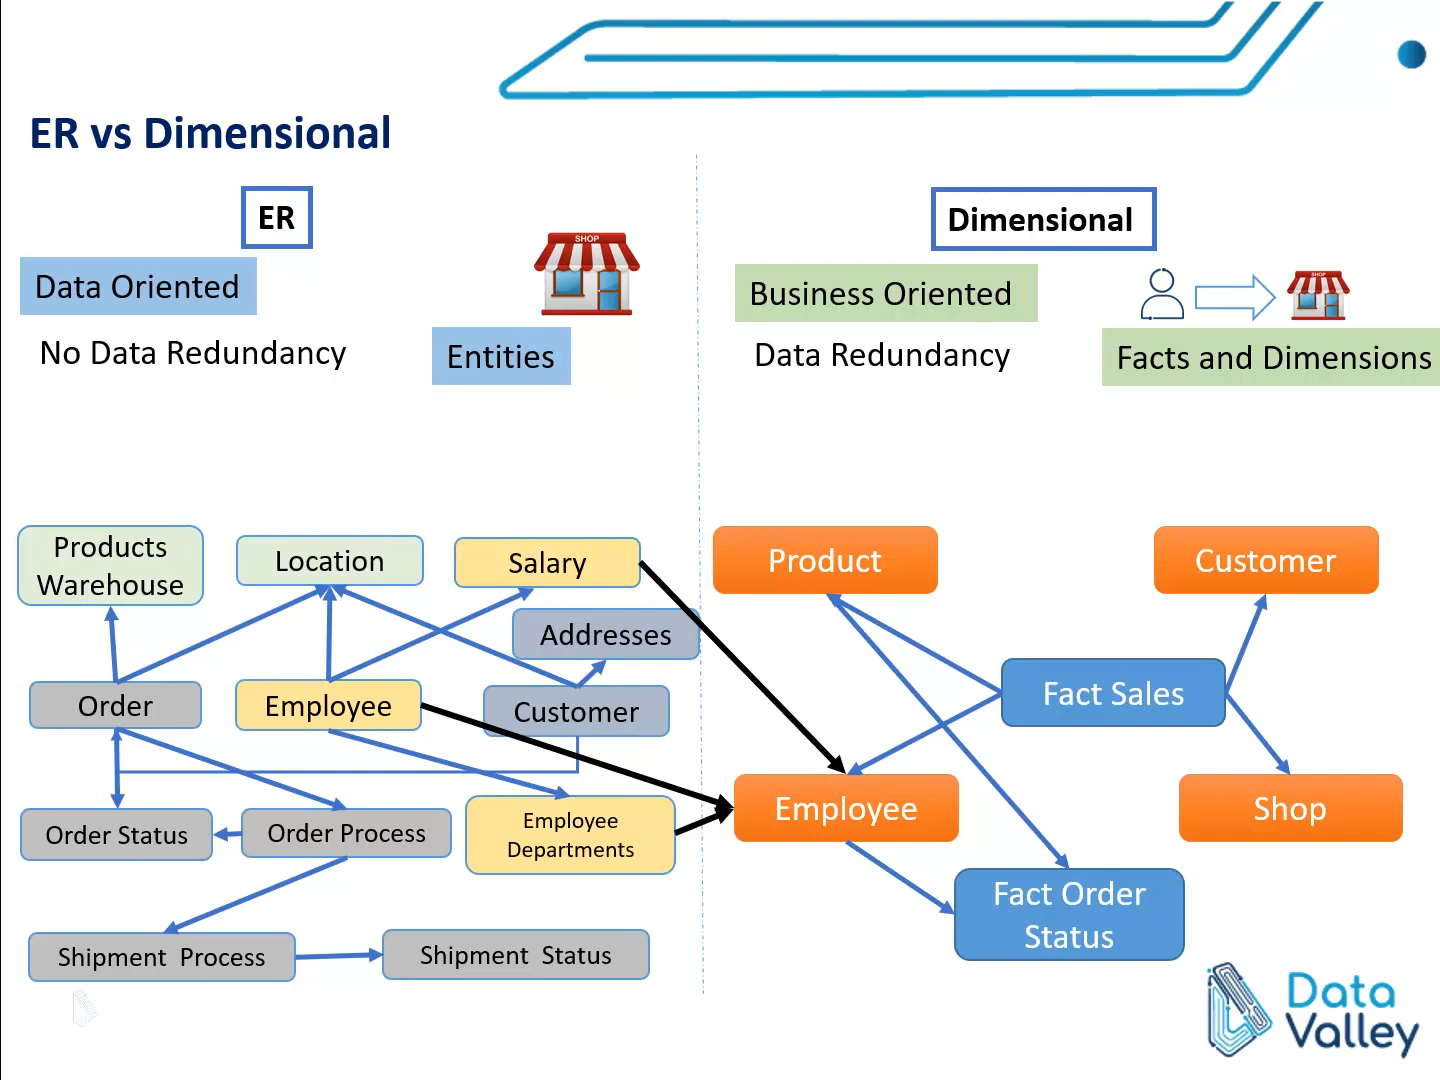 ER vs Dimensional
ER
SHOP
Data Oriented
No Data Redundancy
Entities
Dimensional
Business Oriented
SHOP
Data Redundancy
Facts and Dimensions
Products
Warehouse
Location
Salary
Addresses
Order
Employee
Customer
Order Status
Order Process
Employee
Departments
Shipment Process
Shipment Status
Product
Customer
Fact Sales
Employee
Shop
Fact Order
Status
Data
Valley